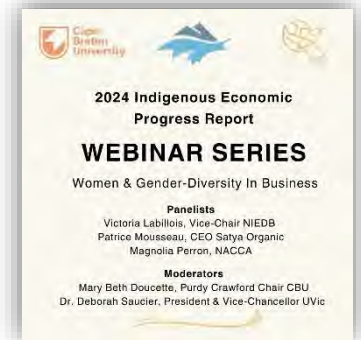 Cape
Breton
University
2024 Indigenous Economic
Progress Report
WEBINAR SERIES
Women & Gender-Diversity In Business
Panelists
Victoria Labillois, Vice-Chair NIEDB
Patrice Mousseau, CEO Satya Organic
Magnolia Perron, NACCA
Moderators
Mary Beth Doucette, Purdy Crawford Chair CBU
Dr. Deborah Saucier, President & Vice-Chancellor UVic